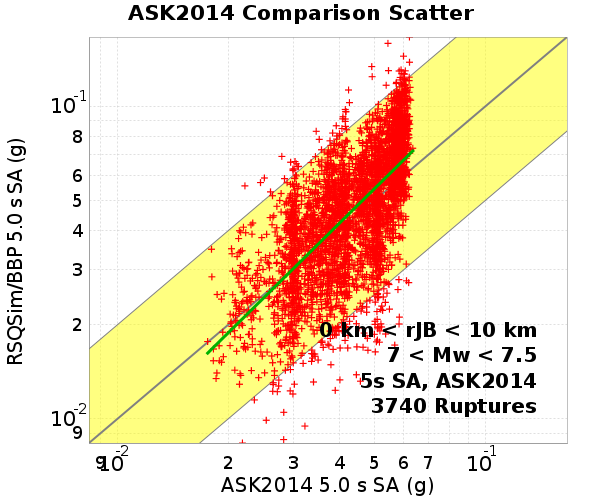 ASK2014 Comparison Scatter
RSQSim/BBP 5.0 s SA (g)
10-1
8
6
5
4
3
2
10-2
9
0 km < rJB < 10 km
7 < Mw < 7.5
5s SA, ASK2014
3740 Ruptures
9 10-2 2 3 4 5 6 7 10-1
ASK2014 5.0 s SA (g)